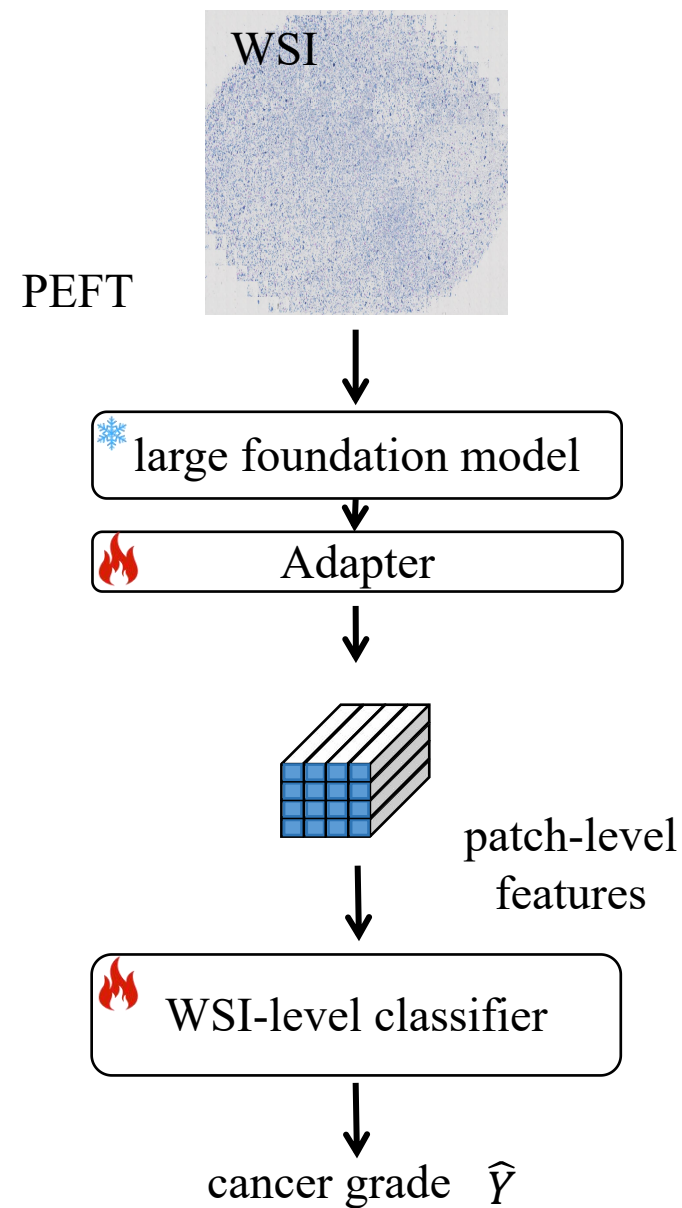 WSI
PEFT
large foundation model
Adapter
patch-level
features
WSI-level classifier
cancer grade Ŷ